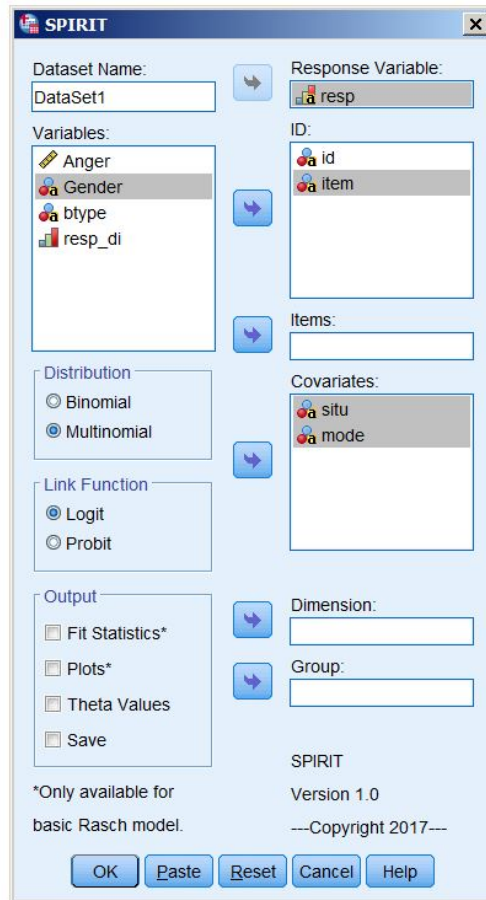 SPIRIT
Dataset Name:
DataSet1
Variables:
Anger
Gender
btype
resp_di
Distribution
Binomial
Multinomial
Link Function
Logit
Probit
Output
Fit Statistics*
Plots*
Theta Values
Save
*Only available for
basic Rasch model.
Response Variable:
resp
ID:
id
item
Items:
Covariates:
situ
mode
Dimension:
Group:
SPIRIT
Version 1.0
---Copyright 2017---
OK Paste Reset Cancel Help